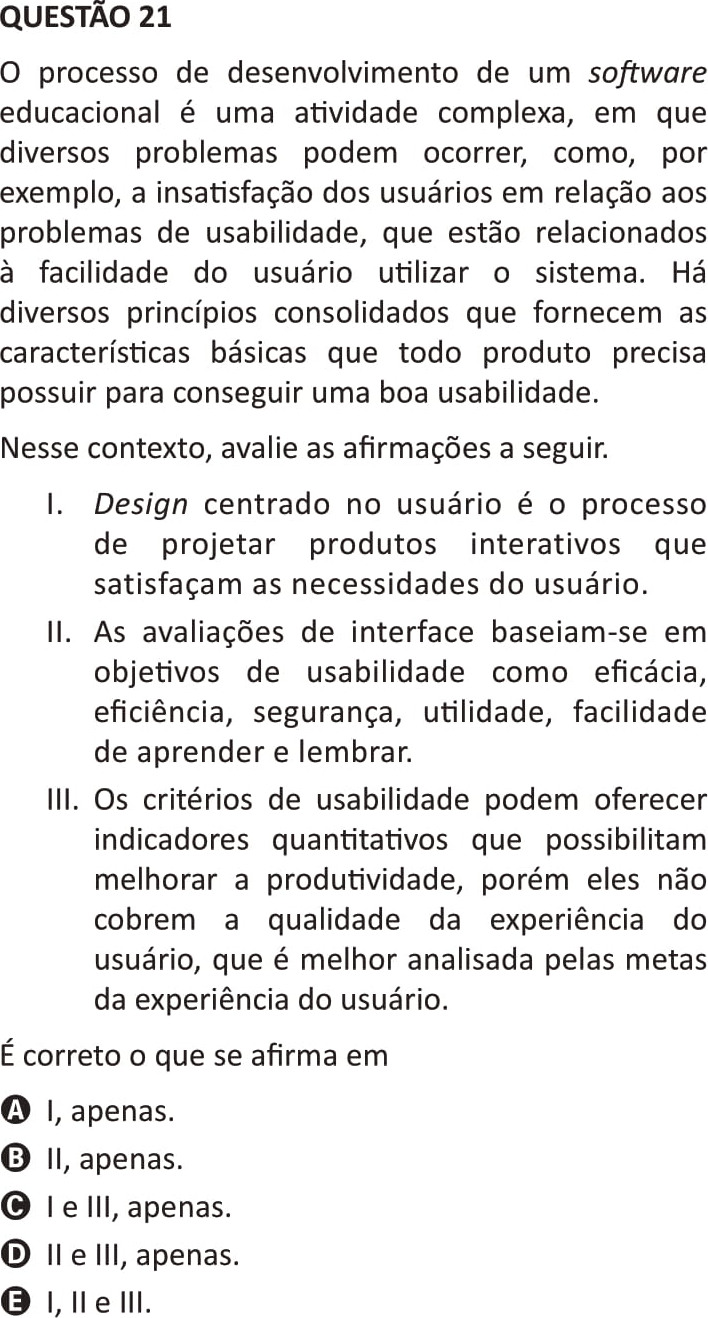 QUESTÃO 21
O processo de desenvolvimento de um software
educacional é uma atividade complexa, em que
diversos problemas podem ocorrer, como, por
exemplo, a insatisfação dos usuários em relação aos
problemas de usabilidade, que estão relacionados
à facilidade do usuário utilizar o sistema. Há
diversos princípios consolidados que fornecem as
características básicas que todo produto precisa
possuir para conseguir uma boa usabilidade.
Nesse contexto, avalie as afirmações a seguir.
I. Design centrado no usuário é o processo
de projetar produtos interativos que
satisfaçam as necessidades do usuário.
II. As avaliações de interface baseiam-se em
objetivos de usabilidade como eficácia,
eficiência, segurança, utilidade, facilidade
de aprender e lembrar.
III. Os critérios de usabilidade podem oferecer
indicadores quantitativos que possibilitam
melhorar a produtividade, porém eles não
cobrem a qualidade da experiência do
usuário, que é melhor analisada pelas metas
da experiência do usuário.
É correto o que se afirma em
A I, apenas.
B II, apenas.
C I e III, apenas.
D II e III, apenas.
E I, II e III.